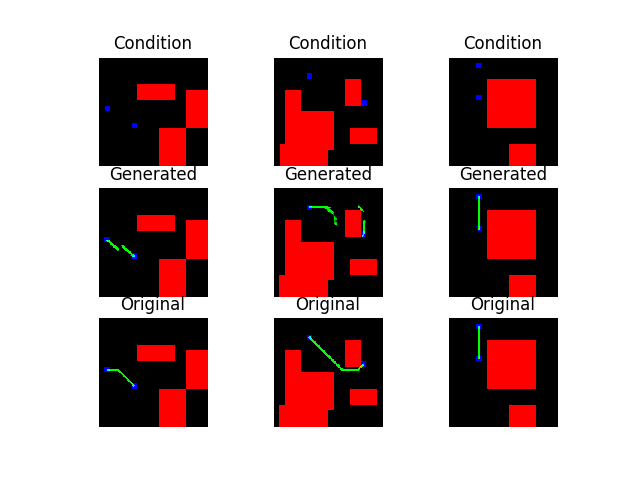 Condition Condition Condition
Generated Generated Generated
Original Original Original